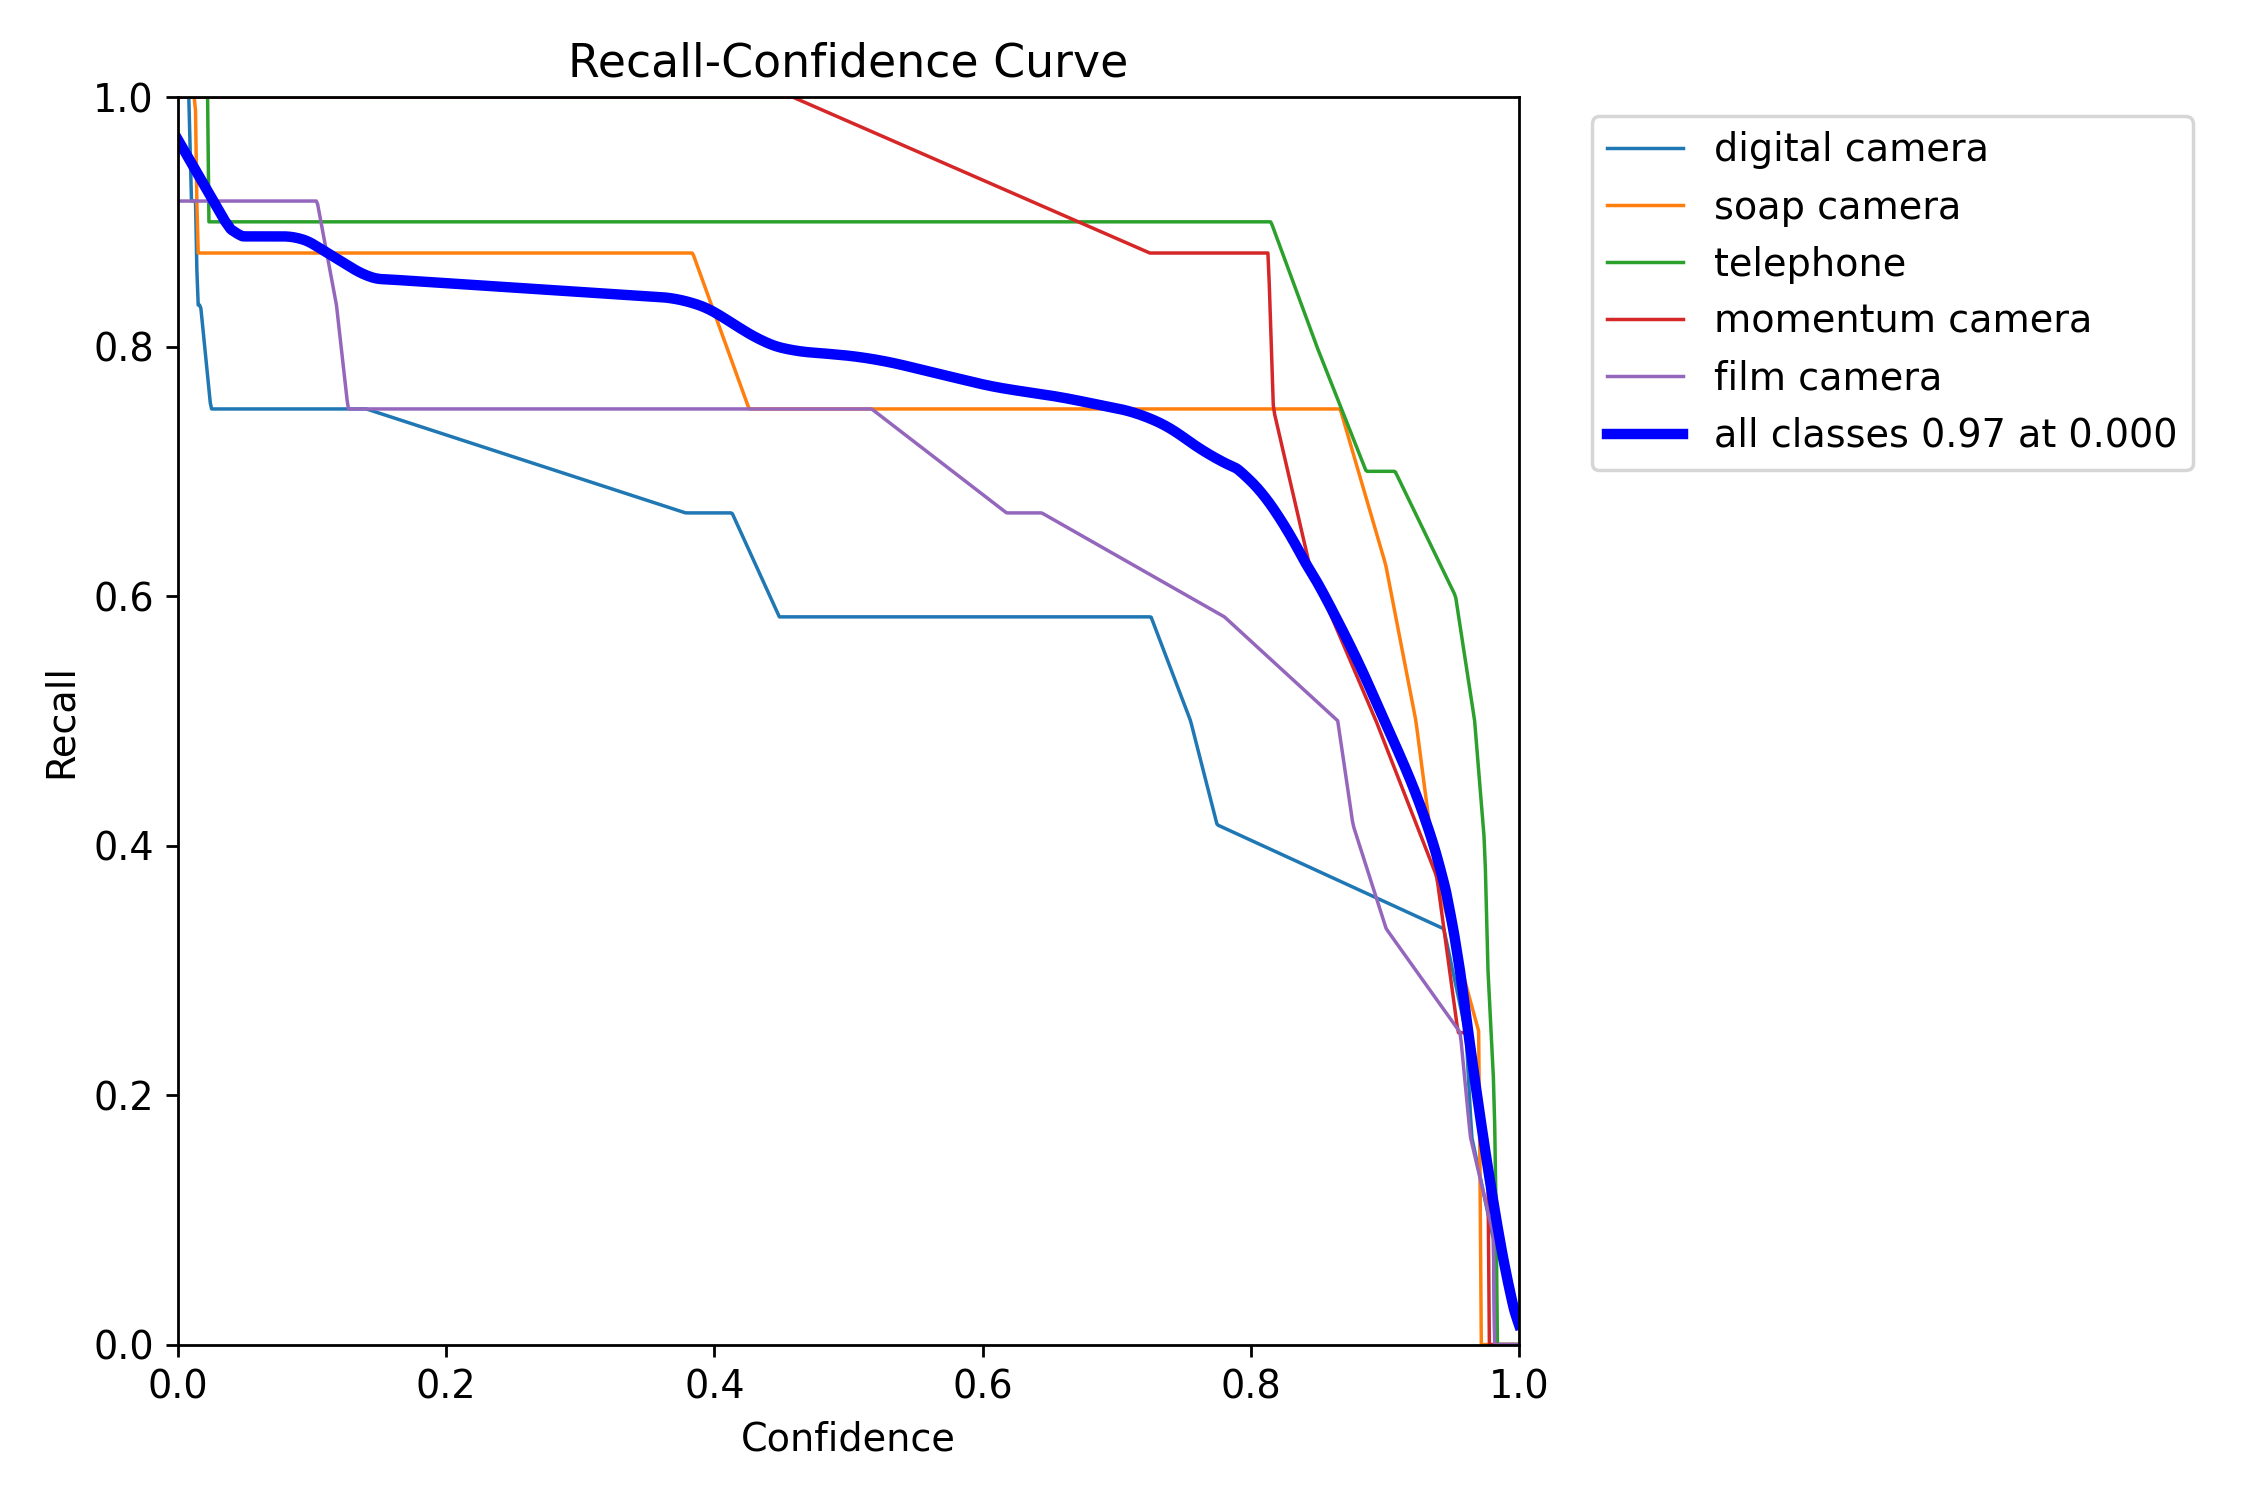 Recall-Confidence Curve
1.0
0.8
0.6
0.4
0.2
0.0
Recall
0.0 0.2 0.4 0.6 0.8 1.0
Confidence
digital camera
soap camera
telephone
momentum camera
film camera
all classes 0.97 at 0.000